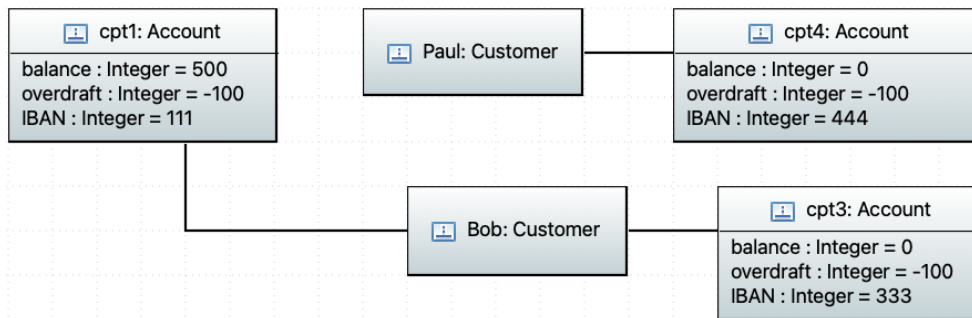 cpt1: Account
balance : Integer = 500
overdraft : Integer = -100
IBAN : Integer = 111
Paul: Customer
cpt4: Account
balance : Integer = 0
overdraft : Integer = -100
IBAN : Integer = 444
Bob: Customer
cpt3: Account
balance : Integer = 0
overdraft : Integer = -100
IBAN : Integer = 333